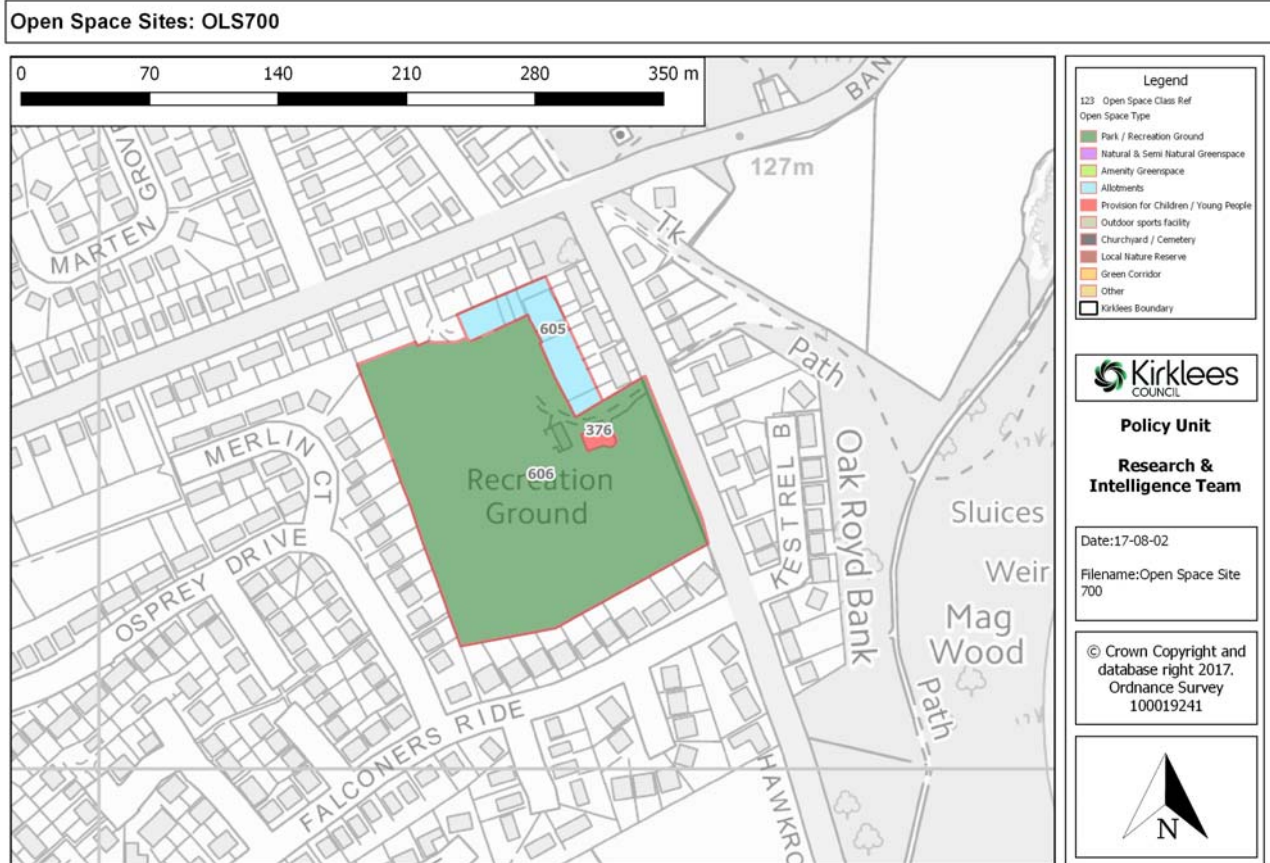 Open Space Sites: OLS700
0 70 140 210 280 350 m
BAN
127m
MARTEN GROVE
Tk
Path
605
376
606
Recreation
Ground
MERLIN CT
OSPREY DRIVE
KESTREL B
Oak Royd Bank
Sluices
Weir
Mag
Wood
Path
FALCONERS RIDE
HAWKRO
Legend
123 Open Space Class Ref
Open Space Type
Park / Recreation Ground
Natural & Semi Natural Greenspace
Amenity Greenspace
Allotments
Provision for Children / Young People
Outdoor sports facility
Churchyard / Cemetery
Local Nature Reserve
Green Corridor
Other
Kirklees Boundary
Kirklees
COUNCIL
Policy Unit
Research &
Intelligence Team
Date:17-08-02
Filename:Open Space Site
700
© Crown Copyright and
database right 2017.
Ordnance Survey
100019241
N